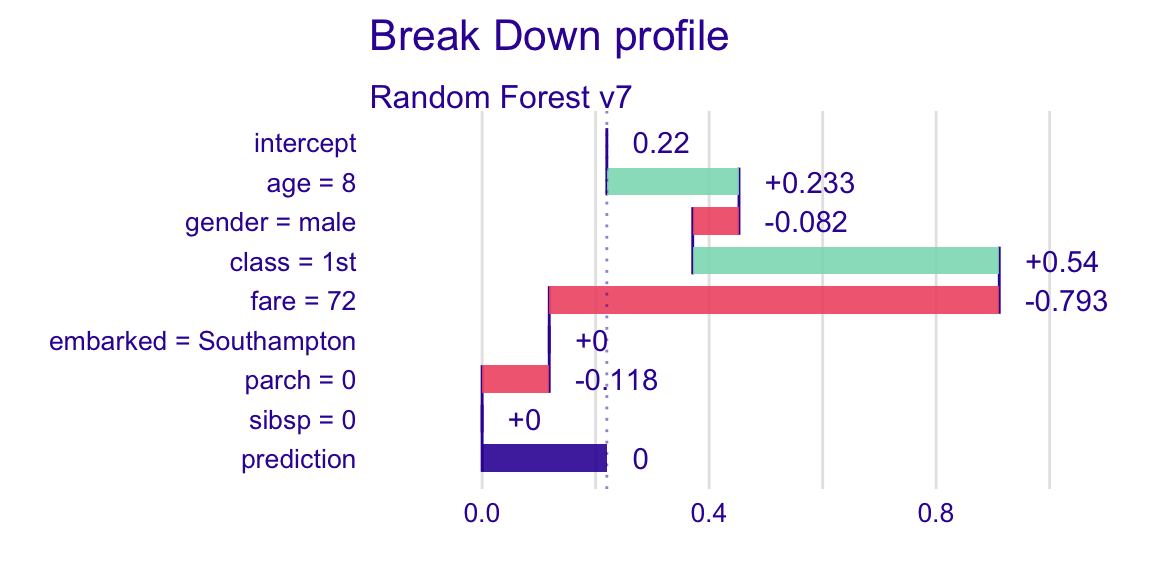 Break Down profile
Random Forest v7
intercept 0.22
age = 8 +0.233
gender = male -0.082
class = 1st +0.54
fare = 72 -0.793
embarked = Southampton +0
parch = 0 -0.118
sibsp = 0 +0
prediction 0
0.0 0.4 0.8